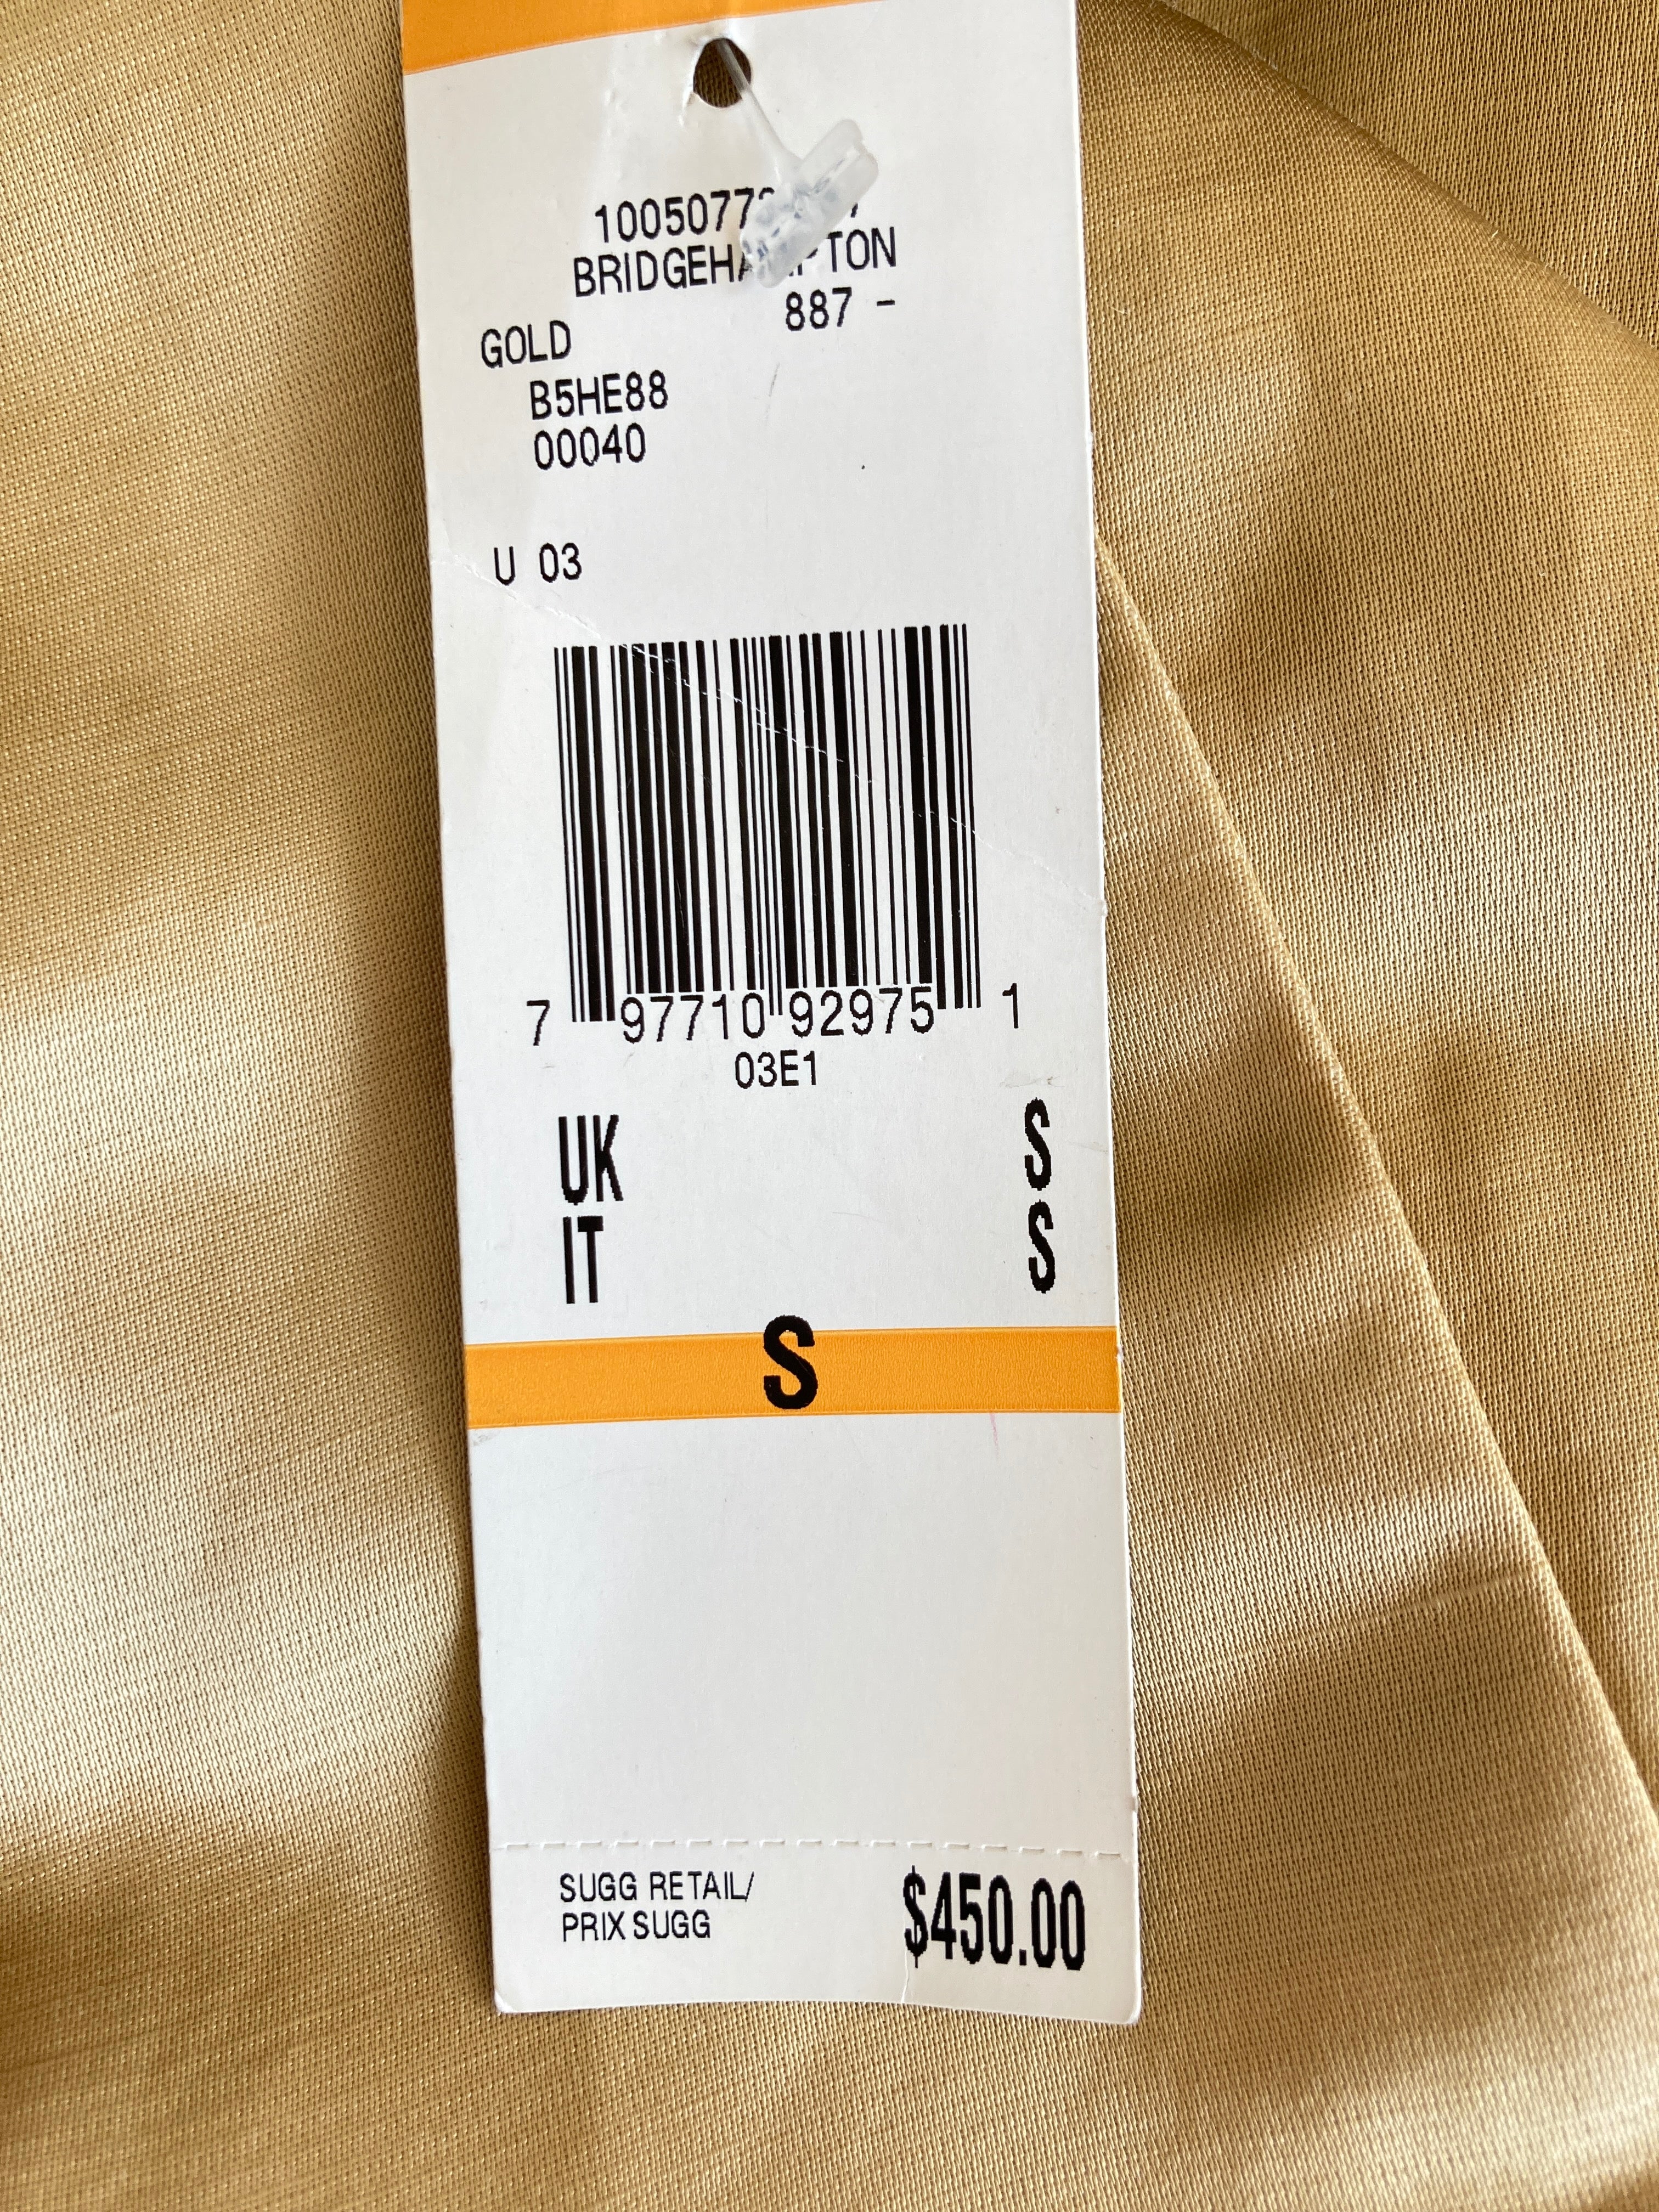 BRIDGEHAMPTON
887 -
GOLD
B5HE88
00040
U 03
7 97710 92975 1
03E1
UK S
IT S
S
SUGG RETAIL/
PRIX SUGG
$450.00